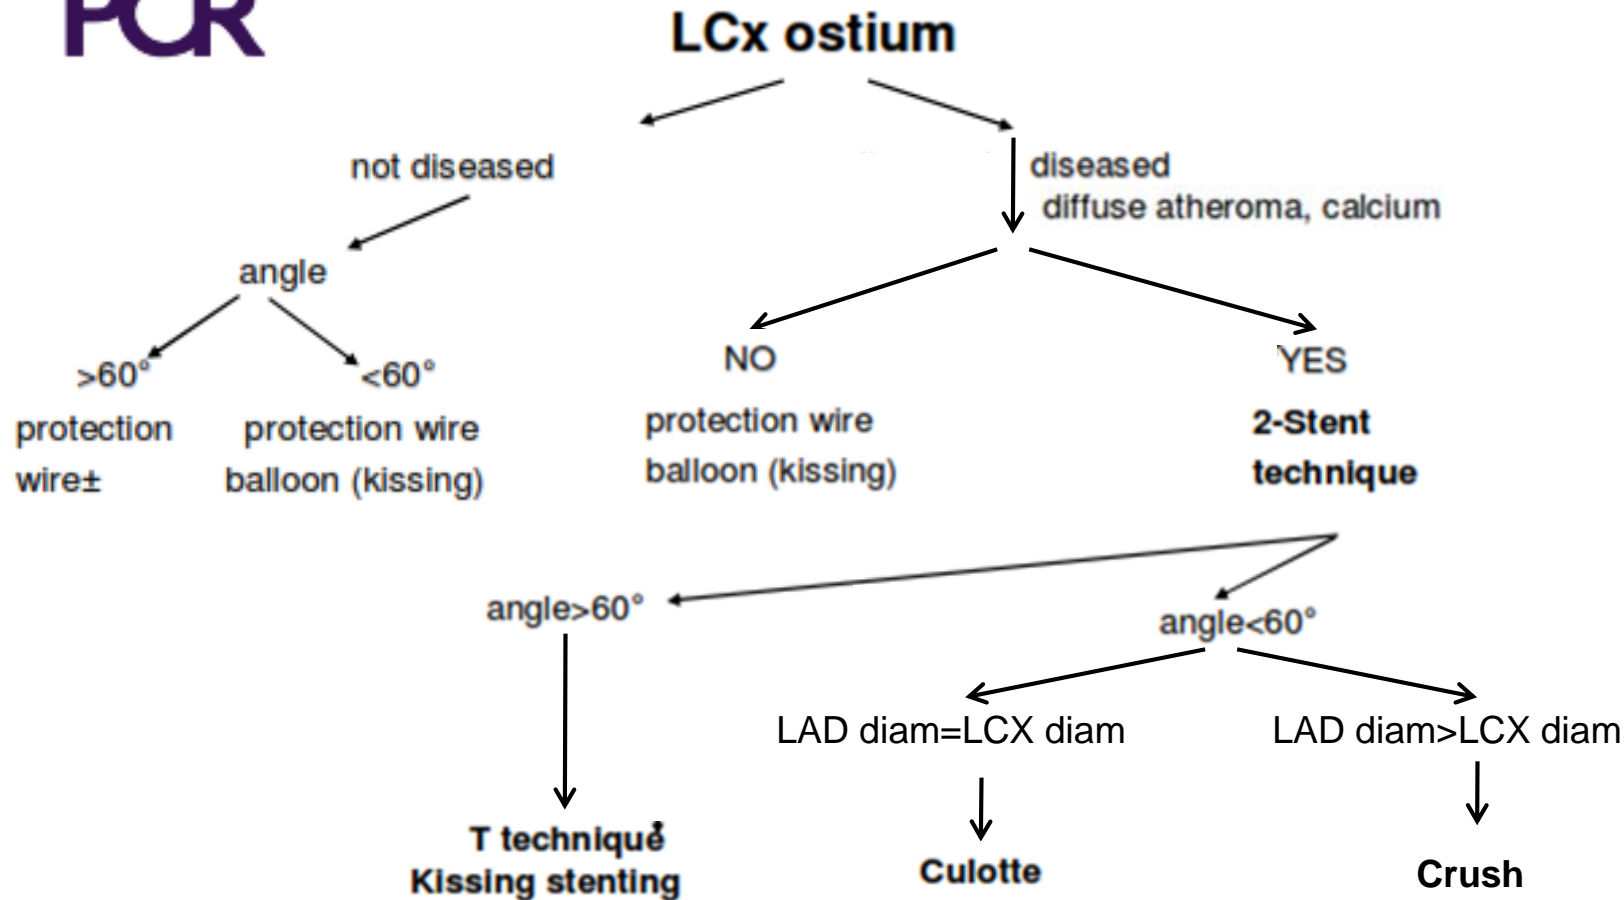 PCR
LCx ostium
not diseased
diseased
diffuse atheroma, calcium
angle
>60°
<60°
NO
YES
protection
wire±
protection wire
balloon (kissing)
protection wire
balloon (kissing)
2-Stent
technique
angle>60°
angle<60°
LAD diam=LCX diam
LAD diam>LCX diam
T technique
Kissing stenting
Culotte
Crush